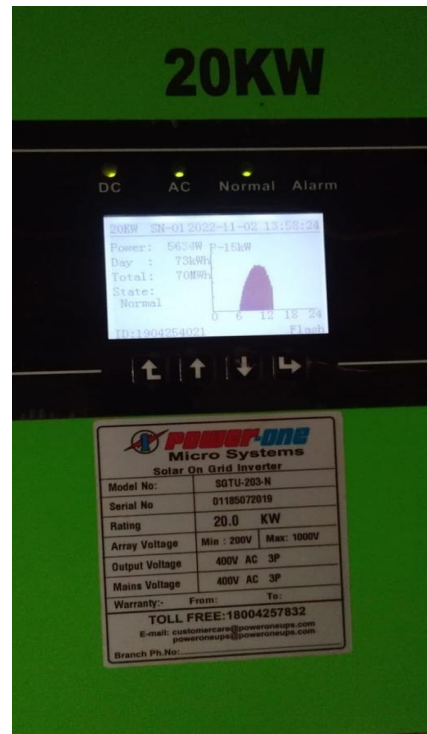 20KW
DC AC Normal Alarm
20KW SN-01 2022-11-02 13:58:24
Power: 5634W P-15kW
Day : 73kWh
Total: 70MWh
State:
Normal
0 6 12 18 24
ID:1904254021 Flash
POWER-ONE
Micro Systems
Solar On Grid Inverter
Model No: SGTU-203-N
Serial No 01185072019
Rating 20.0 KW
Array Voltage Min : 200V Max: 1000V
Output Voltage 400V AC 3P
Mains Voltage 400V AC 3P
Warranty:- From: To:
TOLL FREE:18004257832
E-mail: customercare@poweroneups.com
poweroneups@poweroneups.com
Branch Ph.No: